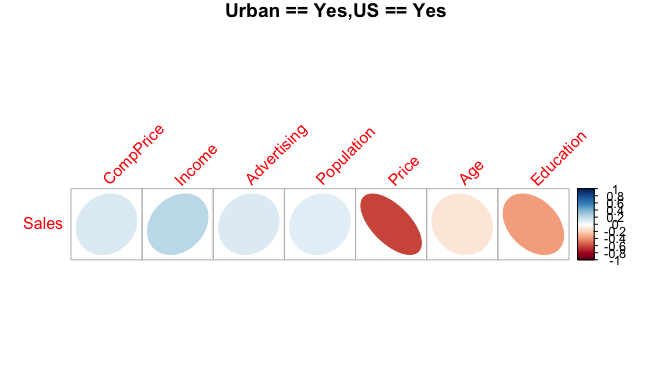 Urban == Yes,US == Yes
CompPrice
Income
Advertising
Population
Price
Age
Education
Sales
1
0.8
0.6
0.4
0.2
0
-0.2
-0.4
-0.6
-0.8
-1